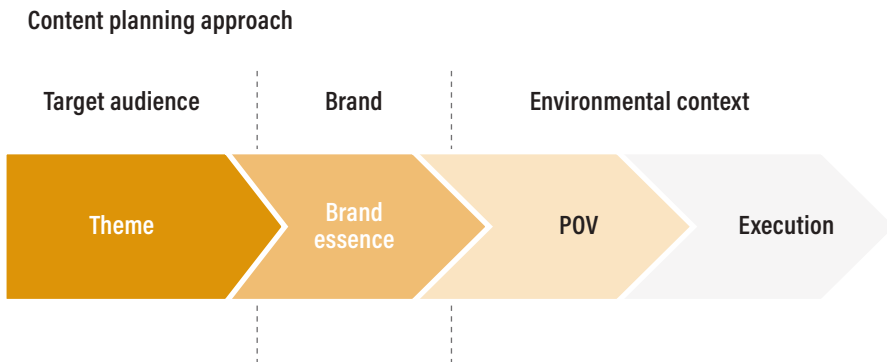 Content planning approach
Target audience
Brand
Environmental context
Theme
Brand
essence
POV
Execution